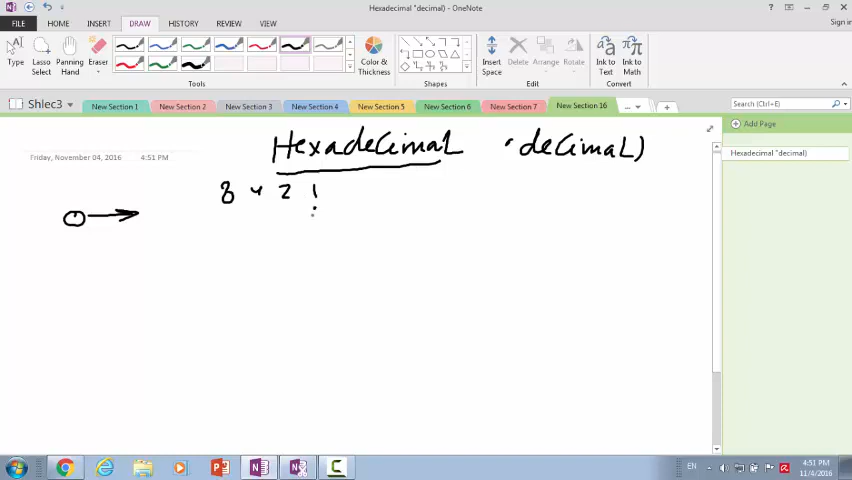 Hexadecimal "decimal) - OneNote
FILE HOME INSERT DRAW HISTORY REVIEW VIEW
Sign in
Type Lasso Select Panning Hand Eraser Color & Thickness Insert Space Delete Arrange Rotate Ink to Text Ink to Math
Tools Shapes Edit Convert
Shlec3 New Section 1 New Section 2 New Section 3 New Section 4 New Section 5 New Section 6 New Section 7 New Section 16 ... Search (Ctrl+E)
Add Page
Hexadecimal "decimal)
HexadecimaL decimaL)
Friday, November 04, 2016 4:51 PM
8 4 2 1
EN 4:51 PM
11/4/2016